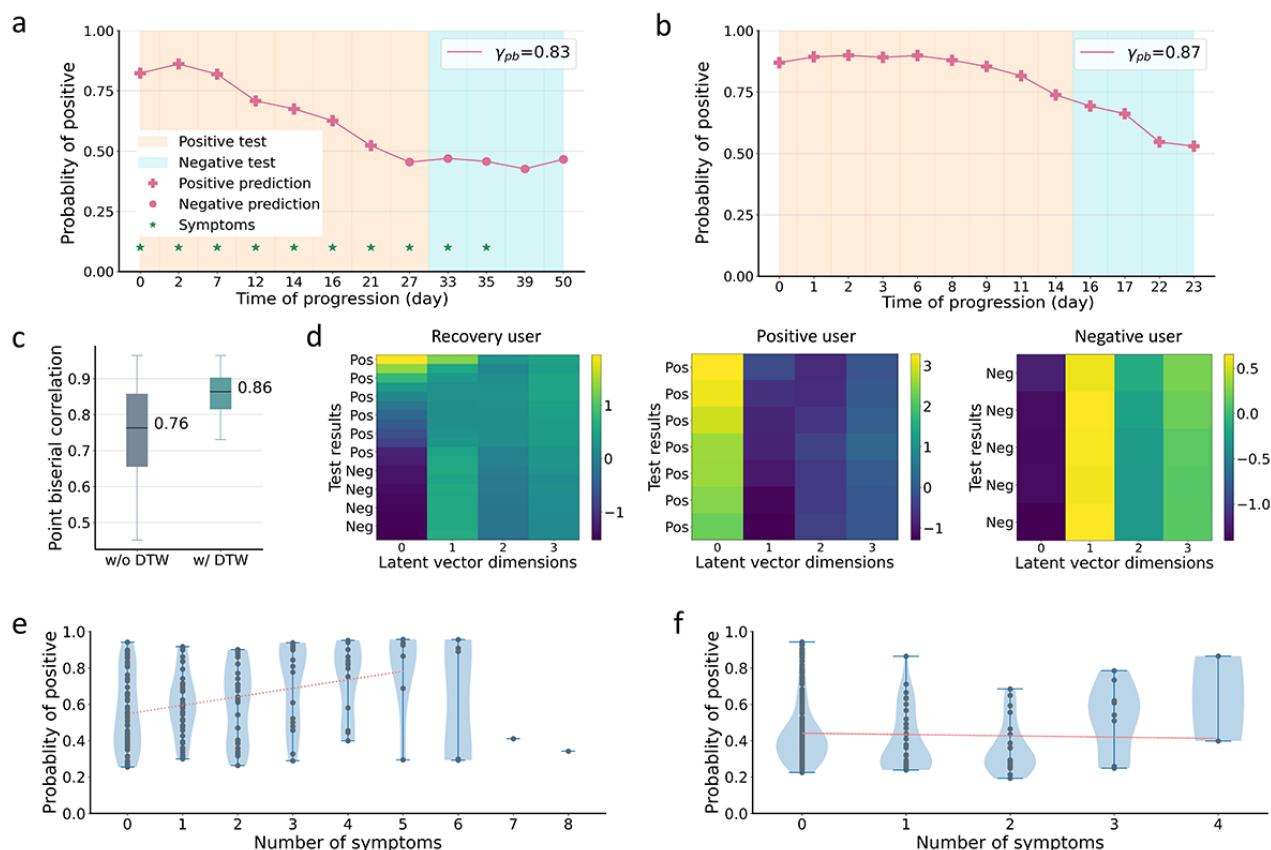 a
Probablity of positive
1.00
0.75
0.50
0.25
0.00
γpb=0.83
Positive test
Negative test
Positive prediction
Negative prediction
Symptoms
0 2 7 12 14 16 21 27 33 35 39 50
Time of progression (day)
b
Probablity of positive
1.00
0.75
0.50
0.25
0.00
γpb=0.87
0 1 2 3 6 8 9 11 14 16 17 22 23
Time of progression (day)
c
Point biserial correlation
0.9
0.8
0.7
0.6
0.5
0.76
0.86
w/o DTW w/ DTW
d
Recovery user
Test results
Pos
Pos
Pos
Pos
Pos
Pos
Neg
Neg
Neg
Neg
0 1 2 3
Latent vector dimensions
1
0
−1
Positive user
Test results
Pos
Pos
Pos
Pos
Pos
Pos
Pos
0 1 2 3
Latent vector dimensions
3
2
1
0
−1
Negative user
Test results
Neg
Neg
Neg
Neg
Neg
0 1 2 3
Latent vector dimensions
0.5
0.0
−0.5
−1.0
e
Probablity of positive
1.0
0.8
0.6
0.4
0.2
0.0
0 1 2 3 4 5 6 7 8
Number of symptoms
f
Probablity of positive
1.0
0.8
0.6
0.4
0.2
0.0
0 1 2 3 4
Number of symptoms